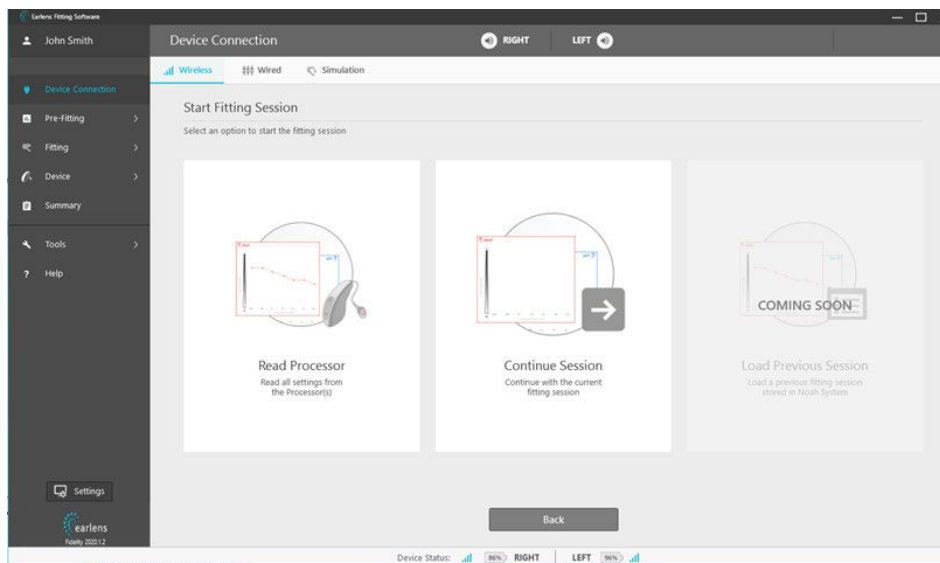 Earlens Fitting Software
John Smith
Device Connection
RIGHT
LEFT
Wireless
Wired
Simulation
Device Connection
Pre-Fitting
Fitting
Device
Summary
Tools
? Help
Start Fitting Session
Select an option to start the fitting session
Read Processor
Read all settings from
the Processor(s)
Continue Session
Continue with the current
fitting session
COMING SOON
Load Previous Session
Load a previous fitting session
stored in Noah System
Back
Settings
earlens
Fidelity 2020.1.2
Device Status:
86%
RIGHT
LEFT
96%